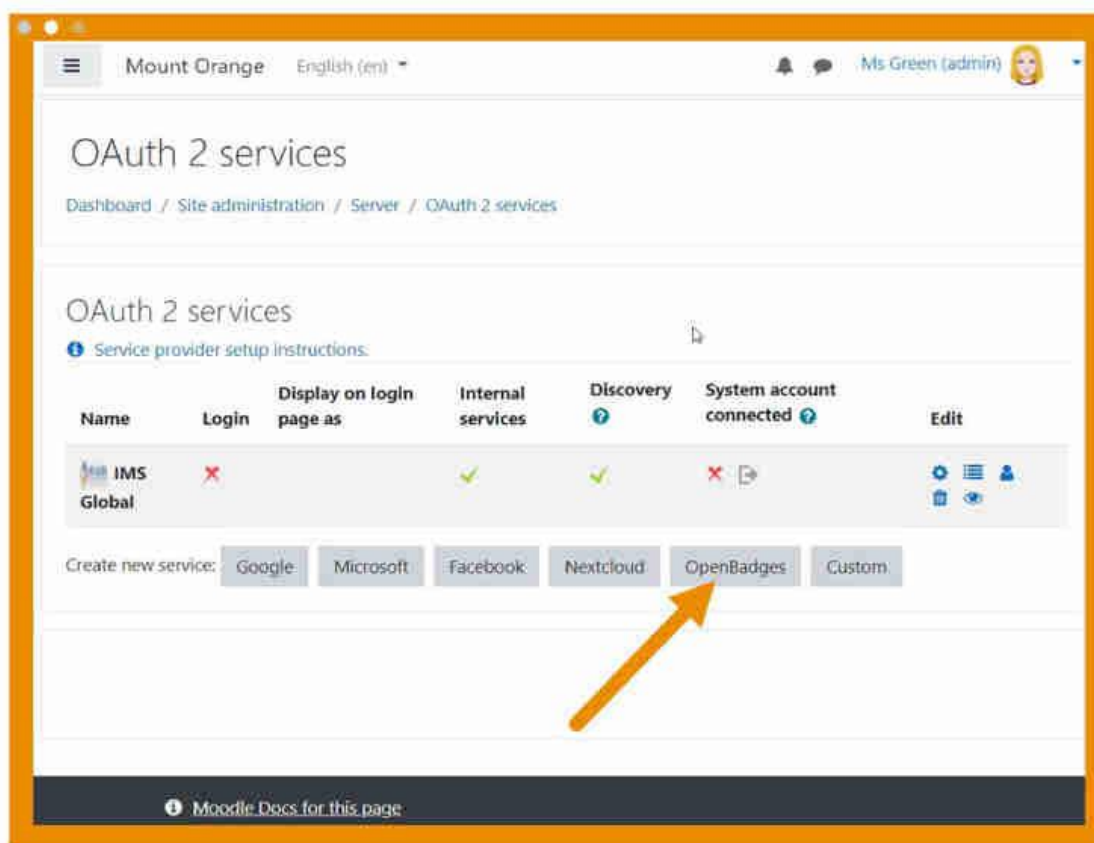 Mount Orange English (en) Ms Green (admin)
OAuth 2 services
Dashboard / Site administration / Server / OAuth 2 services
OAuth 2 services
Service provider setup instructions.
Name Login Display on login page as Internal services Discovery System account connected Edit
IMS Global
Create new service: Google Microsoft Facebook Nextcloud OpenBadges Custom
Moodle Docs for this page